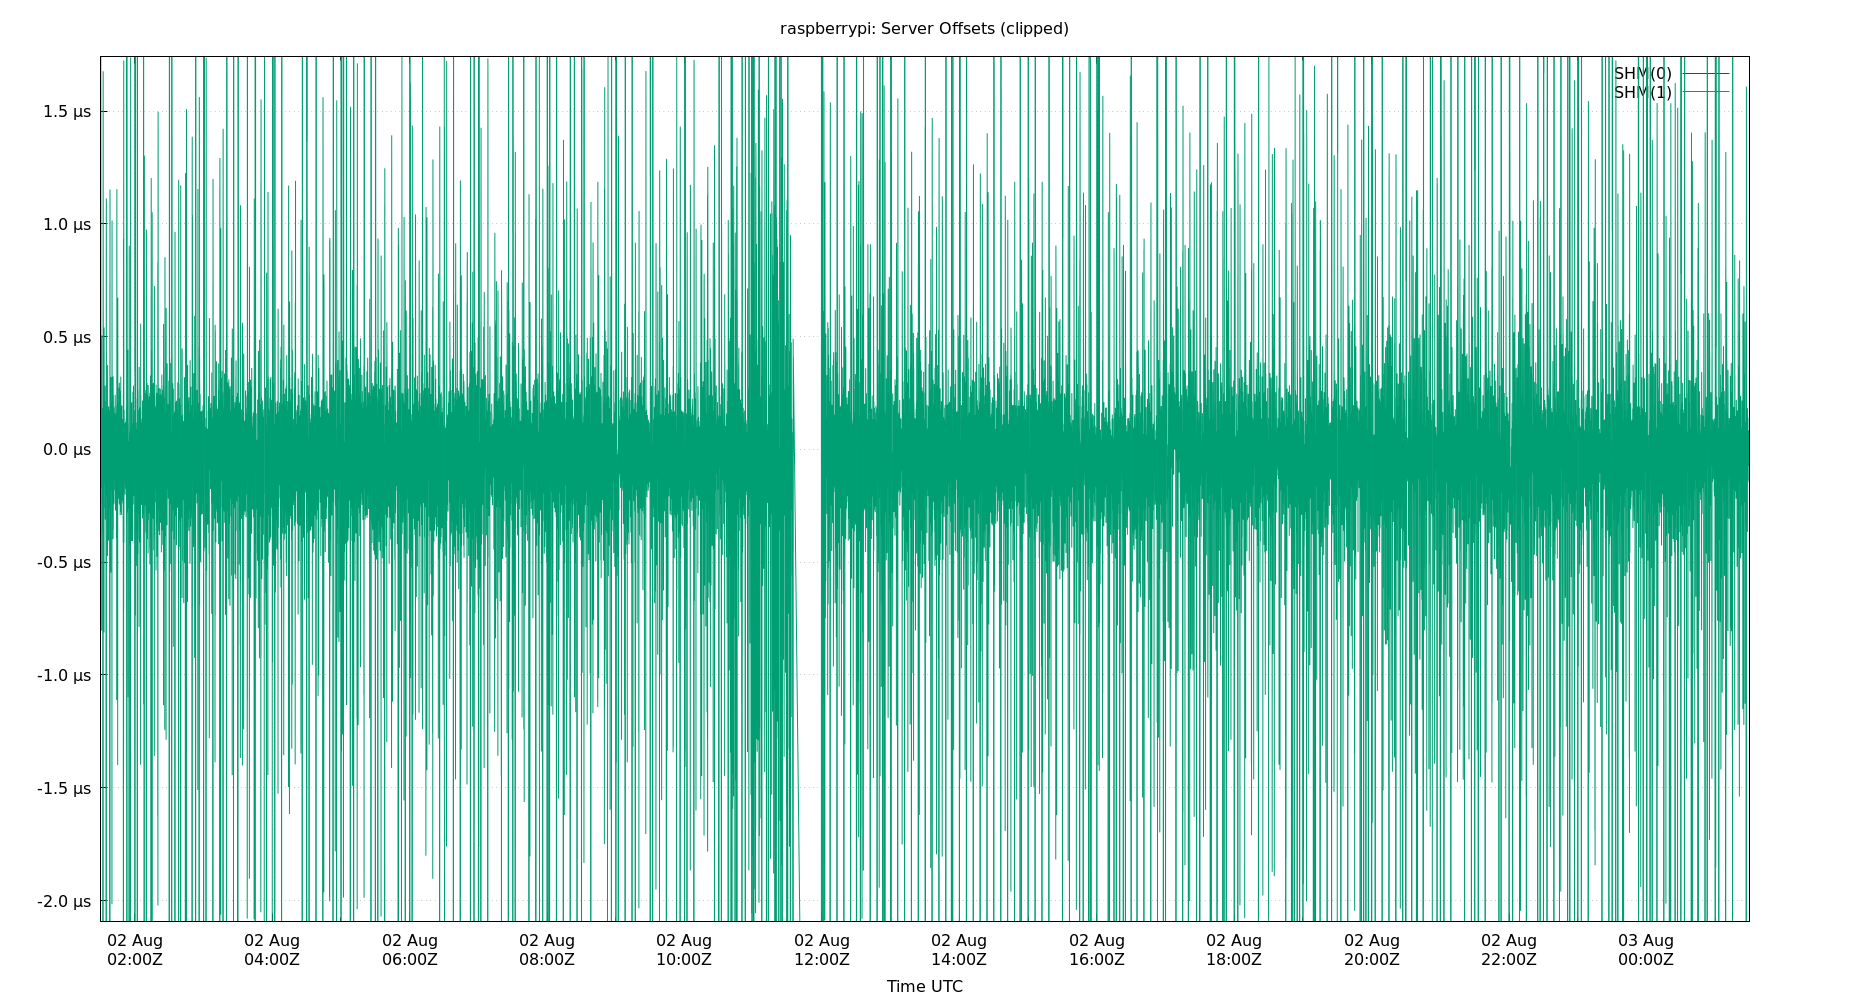 raspberrypi: Server Offsets (clipped)
SHM(0)
SHM(1)
1.5 µs
1.0 µs
0.5 µs
0.0 µs
-0.5 µs
-1.0 µs
-1.5 µs
-2.0 µs
02 Aug 02 Aug 02 Aug 02 Aug 02 Aug 02 Aug 02 Aug 02 Aug 02 Aug 02 Aug 02 Aug 03 Aug
02:00Z 04:00Z 06:00Z 08:00Z 10:00Z 12:00Z 14:00Z 16:00Z 18:00Z 20:00Z 22:00Z 00:00Z
Time UTC